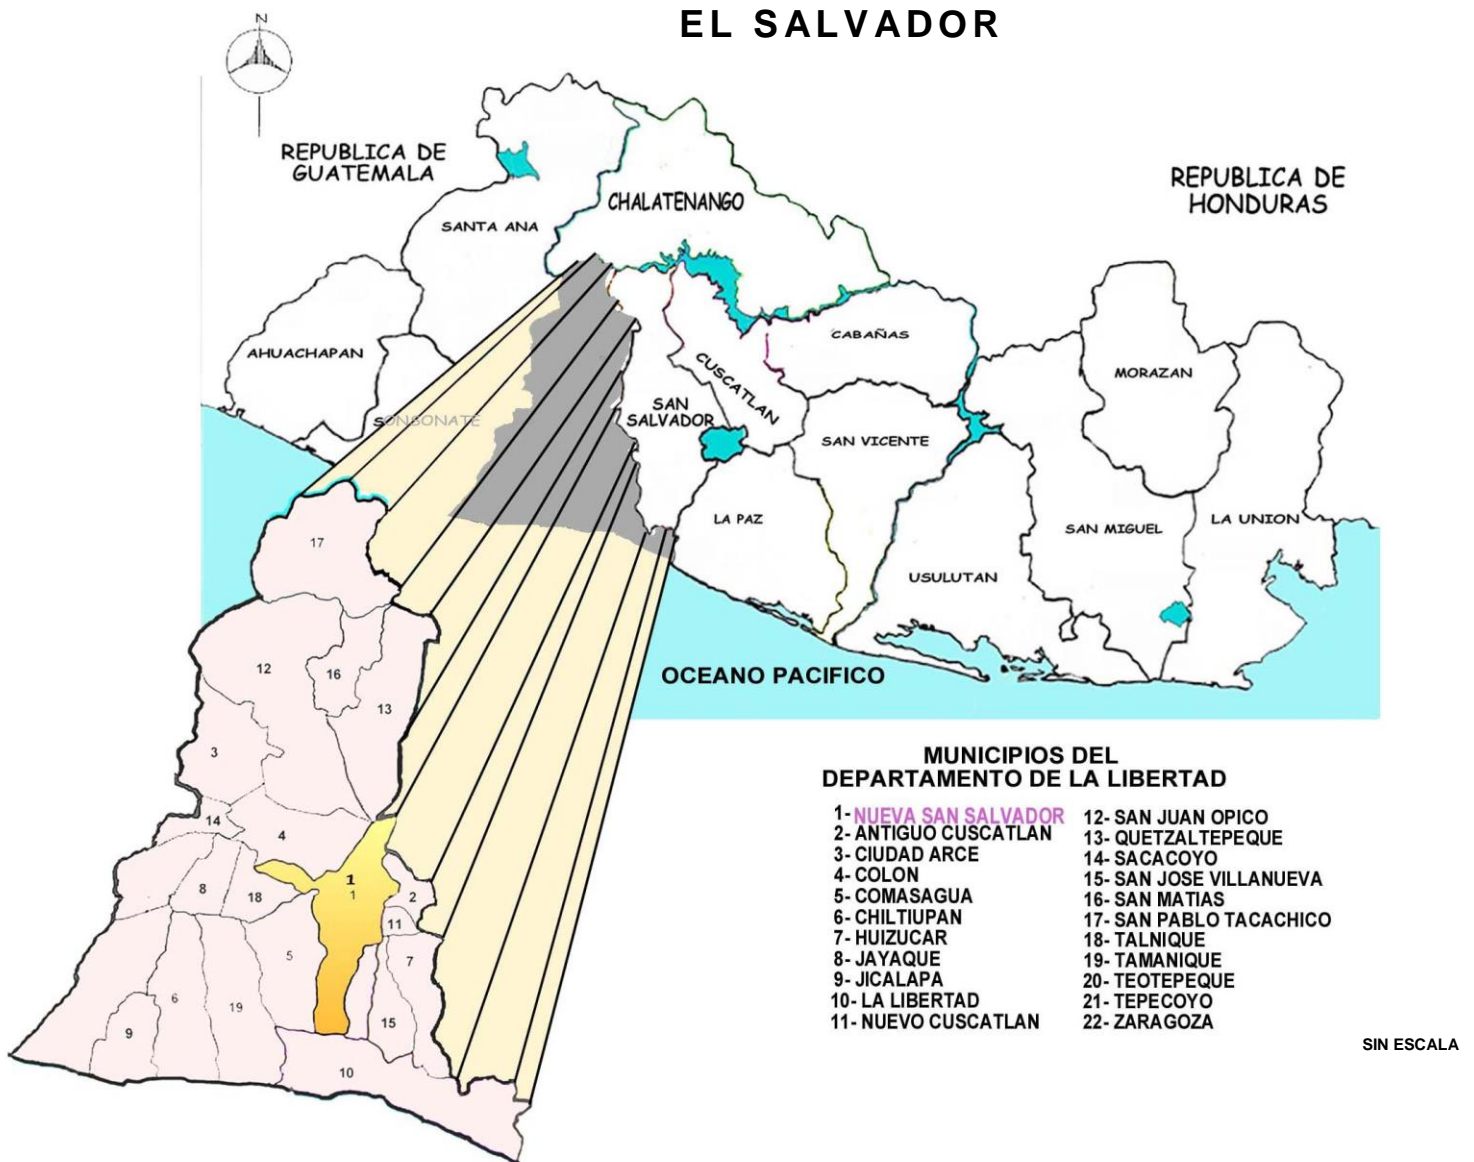 EL SALVADOR
N
REPUBLICA DE
GUATEMALA
REPUBLICA DE
HONDURAS
CHALATENANGO
SANTA ANA
AHUACHAPAN
SONSONATE
CABAÑAS
CUSCATLAN
MORAZAN
SAN
SALVADOR
SAN VICENTE
LA PAZ
SAN MIGUEL
LA UNION
USULUTAN
OCEANO PACIFICO
17
12
16
13
3
14
4
1
1
8
18
2
11
5
7
6
19
9
15
10
MUNICIPIOS DEL
DEPARTAMENTO DE LA LIBERTAD
1- NUEVA SAN SALVADOR
2- ANTIGUO CUSCATLAN
3- CIUDAD ARCE
4- COLON
5- COMASAGUA
6- CHILTIUPAN
7- HUIZUCAR
8- JAYAQUE
9- JICALAPA
10- LA LIBERTAD
11- NUEVO CUSCATLAN
12- SAN JUAN OPICO
13- QUETZALTEPEQUE
14- SACACOYO
15- SAN JOSE VILLANUEVA
16- SAN MATIAS
17- SAN PABLO TACACHICO
18- TALNIQUE
19- TAMANIQUE
20- TEOTEPEQUE
21- TEPECOYO
22- ZARAGOZA
SIN ESCALA